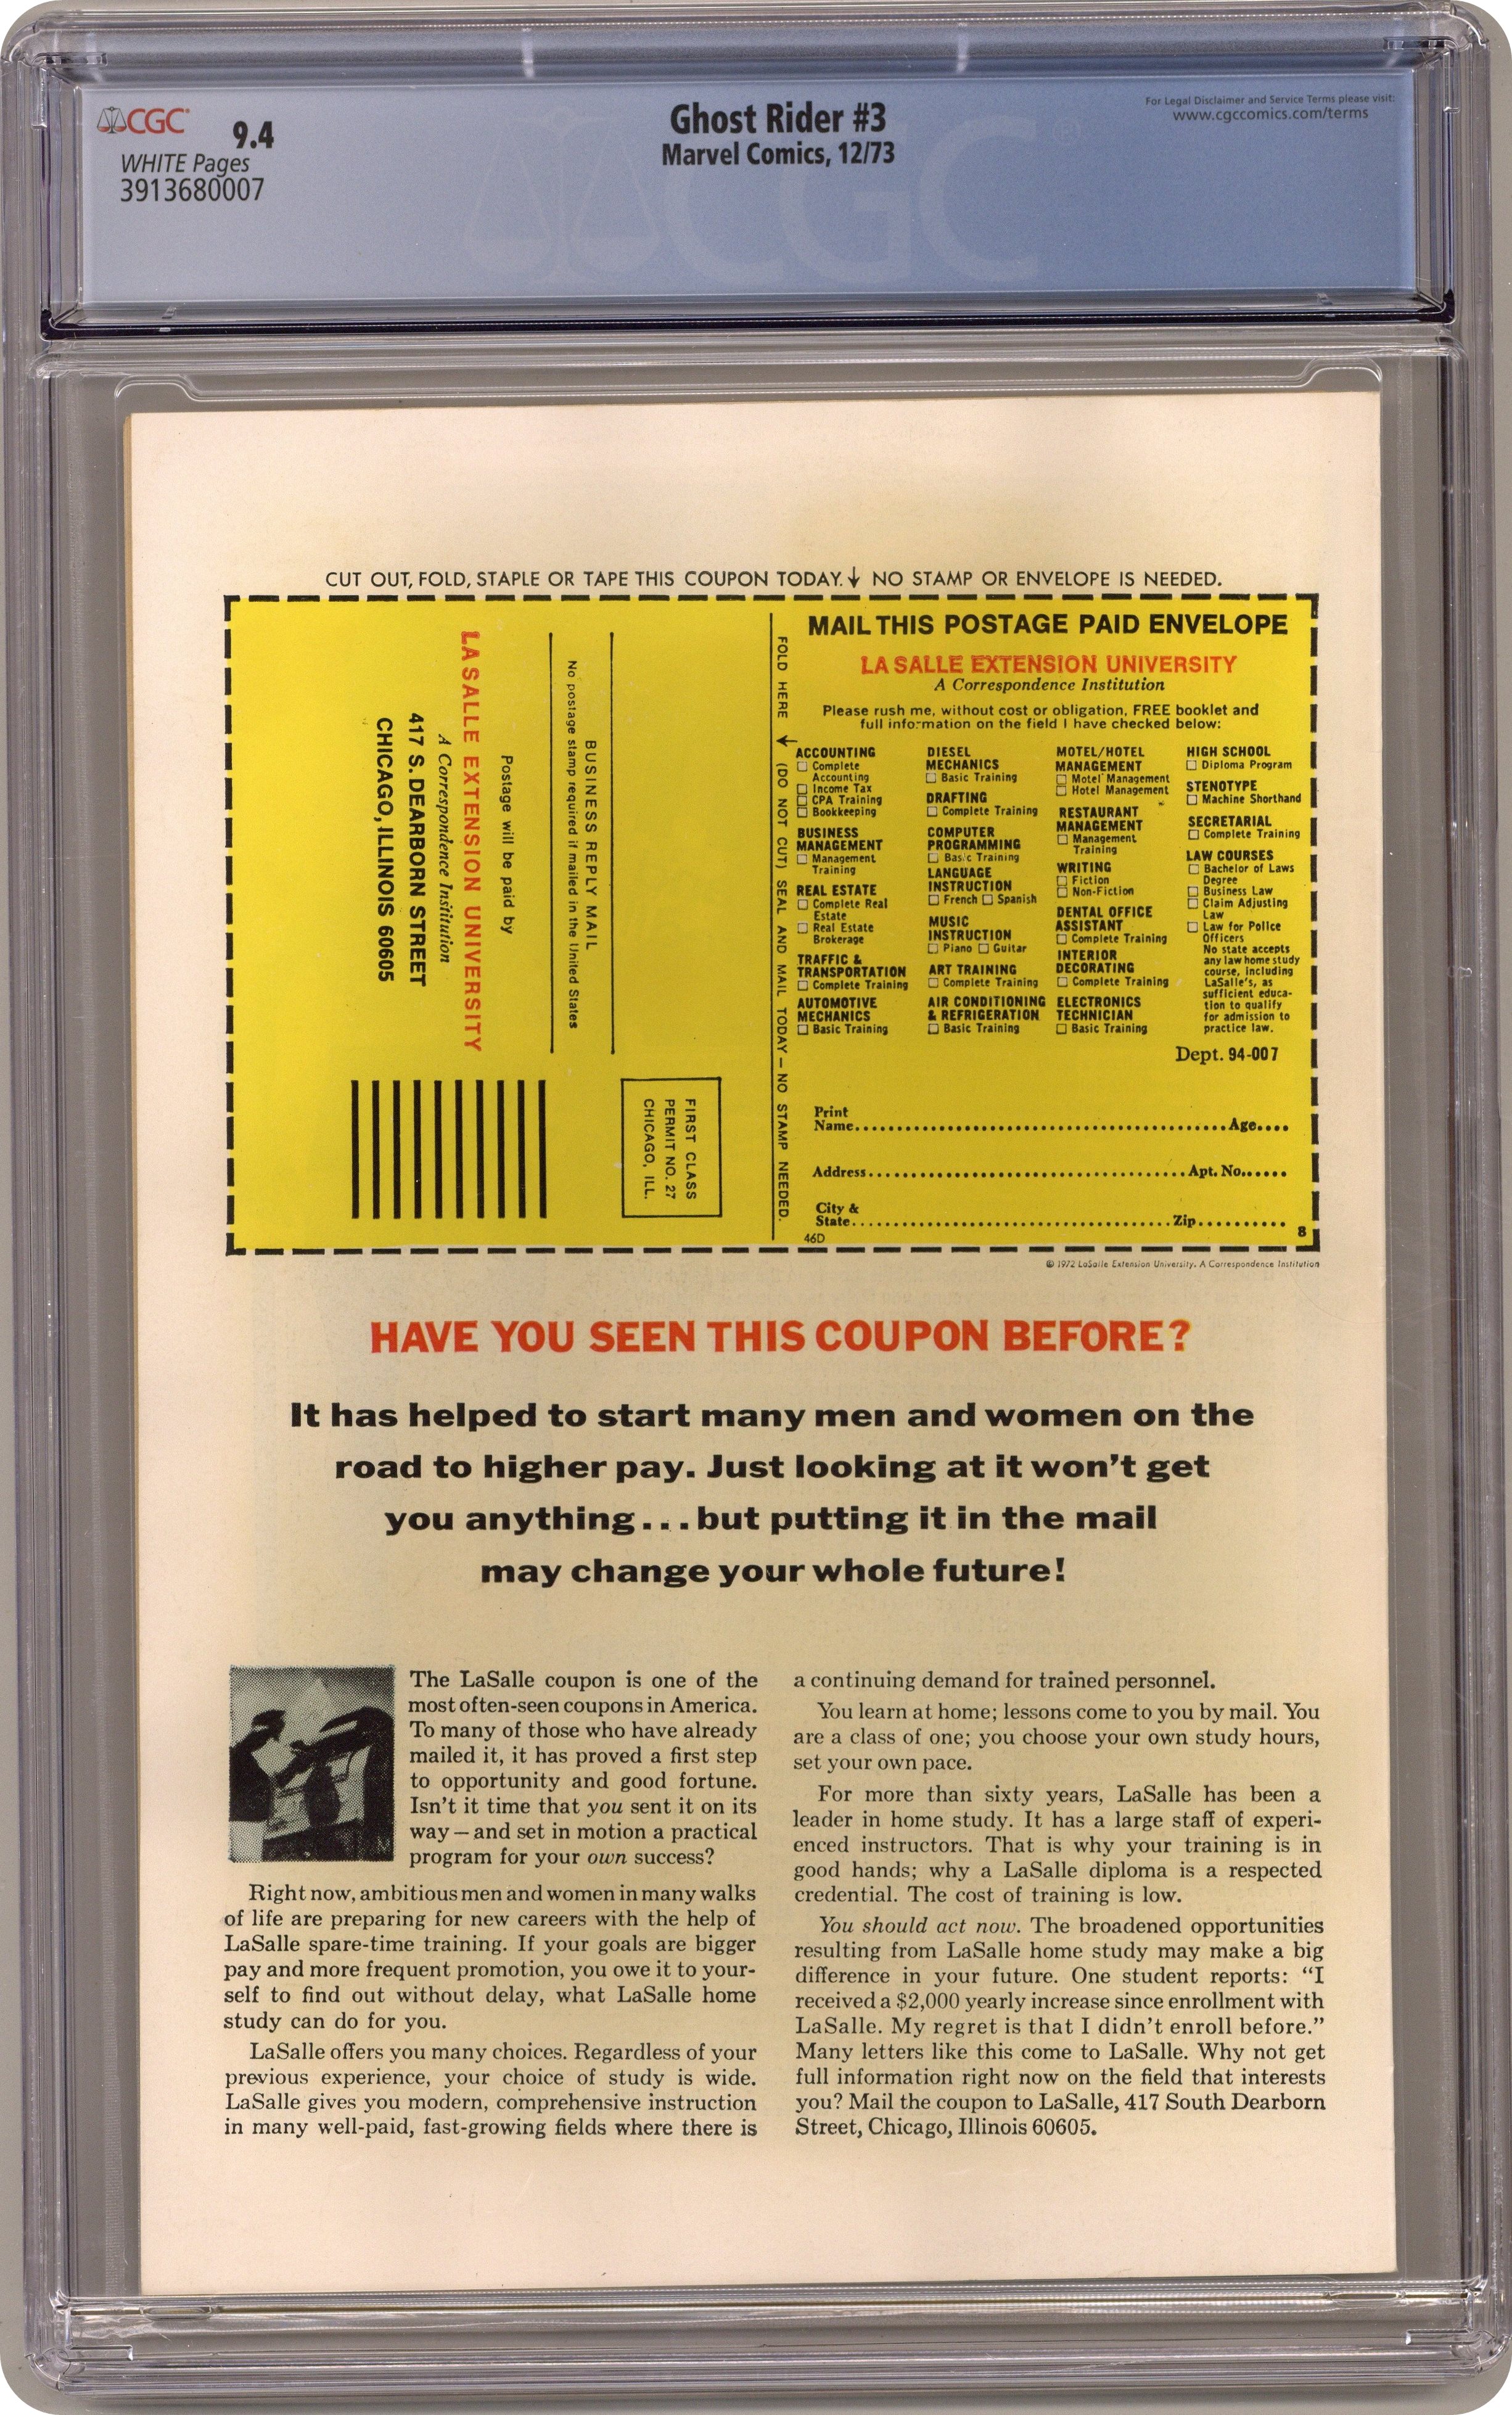 CGC
9.4
WHITE Pages
3913680007
Ghost Rider #3
Marvel Comics, 12/73
For Legal Disclaimer and Service Terms please visit:
www.cgccomics.com/terms
CGC
CUT OUT, FOLD, STAPLE OR TAPE THIS COUPON TODAY. ↓ NO STAMP OR ENVELOPE IS NEEDED.
FIRST CLASS
PERMIT NO. 27
CHICAGO, ILL.
BUSINESS REPLY MAIL
No postage stamp required if mailed in the United States
Postage will be paid by
LA SALLE EXTENSION UNIVERSITY
A Correspondence Institution
417 S. DEARBORN STREET
CHICAGO, ILLINOIS 60605
FOLD HERE ← (DO NOT CUT) SEAL AND MAIL TODAY — NO STAMP NEEDED.
MAIL THIS POSTAGE PAID ENVELOPE
LA SALLE EXTENSION UNIVERSITY
A Correspondence Institution
Please rush me, without cost or obligation, FREE booklet and
full information on the field I have checked below:
ACCOUNTING
☐ Complete
Accounting
☐ Income Tax
☐ CPA Training
☐ Bookkeeping
BUSINESS
MANAGEMENT
☐ Management
Training
REAL ESTATE
☐ Complete Real
Estate
☐ Real Estate
Brokerage
TRAFFIC &
TRANSPORTATION
☐ Complete Training
AUTOMOTIVE
MECHANICS
☐ Basic Training
DIESEL
MECHANICS
☐ Basic Training
DRAFTING
☐ Complete Training
COMPUTER
PROGRAMMING
☐ Basic Training
LANGUAGE
INSTRUCTION
☐ French ☐ Spanish
MUSIC
INSTRUCTION
☐ Piano ☐ Guitar
ART TRAINING
☐ Complete Training
AIR CONDITIONING
& REFRIGERATION
☐ Basic Training
MOTEL/HOTEL
MANAGEMENT
☐ Motel Management
☐ Hotel Management
RESTAURANT
MANAGEMENT
☐ Management
Training
WRITING
☐ Fiction
☐ Non-Fiction
DENTAL OFFICE
ASSISTANT
☐ Complete Training
INTERIOR
DECORATING
☐ Complete Training
ELECTRONICS
TECHNICIAN
☐ Basic Training
HIGH SCHOOL
☐ Diploma Program
STENOTYPE
☐ Machine Shorthand
SECRETARIAL
☐ Complete Training
LAW COURSES
☐ Bachelor of Laws
Degree
☐ Business Law
☐ Claim Adjusting
Law
☐ Law for Police
Officers
No state accepts
any law home study
course, including
LaSalle's, as
sufficient educa-
tion to qualify
for admission to
practice law.
Dept. 94-007
Print
Name.....Age....
Address.....Apt. No......
City &
State.....Zip..........
46D
8
© 1972 LaSalle Extension University. A Correspondence Institution
HAVE YOU SEEN THIS COUPON BEFORE?
It has helped to start many men and women on the
road to higher pay. Just looking at it won't get
you anything...but putting it in the mail
may change your whole future!
The LaSalle coupon is one of the
most often-seen coupons in America.
To many of those who have already
mailed it, it has proved a first step
to opportunity and good fortune.
Isn't it time that you sent it on its
way—and set in motion a practical
program for your own success?
Right now, ambitious men and women in many walks
of life are preparing for new careers with the help of
LaSalle spare-time training. If your goals are bigger
pay and more frequent promotion, you owe it to your-
self to find out without delay, what LaSalle home
study can do for you.
LaSalle offers you many choices. Regardless of your
previous experience, your choice of study is wide.
LaSalle gives you modern, comprehensive instruction
in many well-paid, fast-growing fields where there is
a continuing demand for trained personnel.
You learn at home; lessons come to you by mail. You
are a class of one; you choose your own study hours,
set your own pace.
For more than sixty years, LaSalle has been a
leader in home study. It has a large staff of experi-
enced instructors. That is why your training is in
good hands; why a LaSalle diploma is a respected
credential. The cost of training is low.
You should act now. The broadened opportunities
resulting from LaSalle home study may make a big
difference in your future. One student reports: "I
received a $2,000 yearly increase since enrollment with
LaSalle. My regret is that I didn't enroll before."
Many letters like this come to LaSalle. Why not get
full information right now on the field that interests
you? Mail the coupon to LaSalle, 417 South Dearborn
Street, Chicago, Illinois 60605.